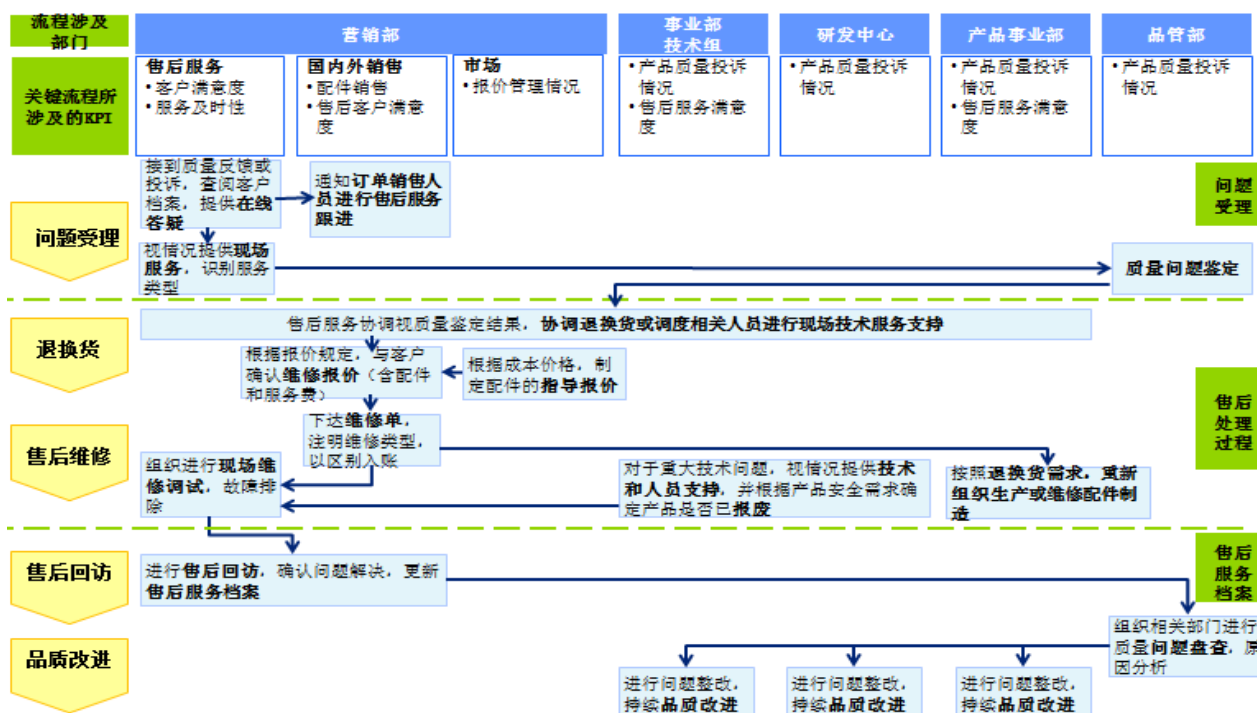 流程涉及
部门
营销部
事业部
技术组
研发中心
产品事业部
品管部
关键流程所
涉及的KPI
售后服务
•客户满意度
•服务及时性
国内外销售
•配件销售
•售后客户满意
度
市场
•报价管理情况
•产品质量投诉
情况
•售后服务满意
度
•产品质量投诉
情况
•产品质量投诉
情况
•售后服务满意
度
•产品质量投诉
情况
问题受理
接到质量反馈或
投诉，查阅客户
档案，提供在线
答疑
通知订单销售人
员进行售后服务
跟进
问题
受理
视情况提供现场
服务，识别服务
类型
质量问题鉴定
退换货
售后服务协调视质量鉴定结果，协调退换货或调度相关人员进行现场技术服务支持
根据报价规定，与客户
确认维修报价（含配件
和服务费）
根据成本价格，制
定配件的指导报价
售后
处理
过程
售后维修
下达维修单，
注明维修类型，
以区别入账
组织进行现场维
修调试，故障排
除
对于重大技术问题，视情况提供技术
和人员支持，并根据产品安全需求确
定产品是否已报废
按照退换货需求，重新
组织生产或维修配件制
造
售后回访
进行售后回访，确认问题解决，更新
售后服务档案
售后
服务
档案
品质改进
组织相关部门进行
质量问题盘查，原
因分析
进行问题整改，
持续品质改进
进行问题整改，
持续品质改进
进行问题整改，
持续品质改进